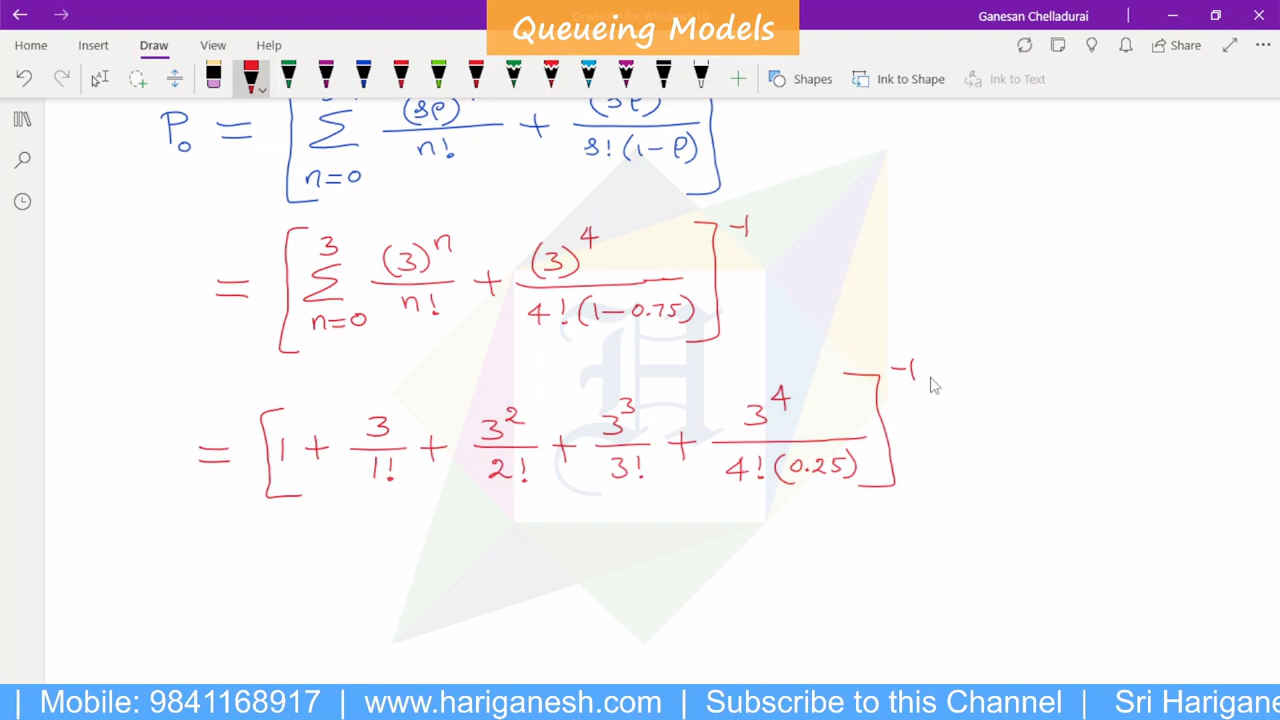 Queueing Models
Ganesan Chelladurai
Home Insert Draw View Help Share
Shapes Ink to Shape Ink to Text
P₀ = [ ∑ n=0 (sρ) / n! + (sρ) / s!(1-ρ) ]
= [ ∑ n=0 3 (3)ⁿ / n! + (3)⁴ / 4!(1-0.75) ]⁻¹
= [ 1 + 3/1! + 3²/2! + 3³/3! + 3⁴ / 4!(0.25) ]⁻¹
H
| Mobile: 9841168917 | www.hariganesh.com | Subscribe to this Channel | Sri Hariganes